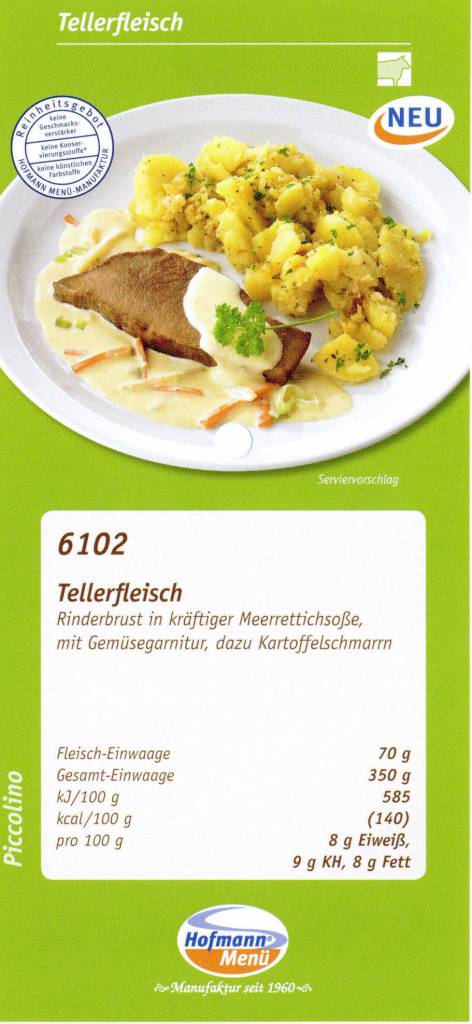 Tellerfleisch
NEU
Reinheitsgebot
keine
Geschmacks-
verstärker
keine Konser-
vierungsstoffe*
keine künstlichen
Farbstoffe
HOFMANN MENÜ-MANUFAKTUR
Serviervorschlag
6102
Tellerfleisch
Rinderbrust in kräftiger Meerrettichsoße,
mit Gemüsegarnitur, dazu Kartoffelschmarrn
Fleisch-Einwaage 70 g
Gesamt-Einwaage 350 g
kJ/100 g 585
kcal/100 g (140)
pro 100 g 8 g Eiweiß,
9 g KH, 8 g Fett
Piccolino
Hofmann®
Menü
Manufaktur seit 1960